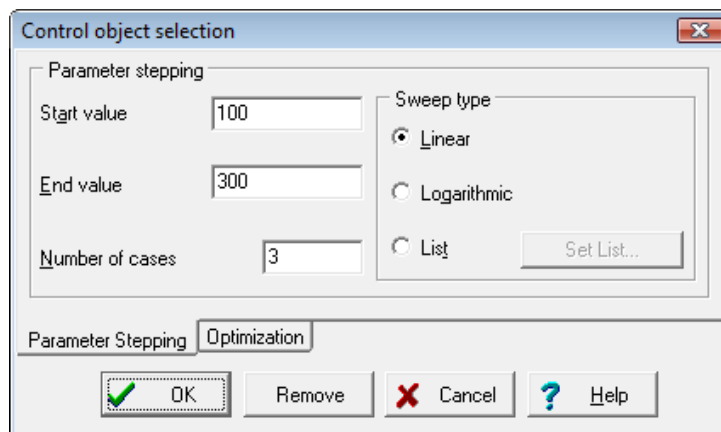 Control object selection
Parameter stepping
Start value
100
End value
300
Number of cases
3
Sweep type
Linear
Logarithmic
List
Set List...
Parameter Stepping
Optimization
OK
Remove
Cancel
Help